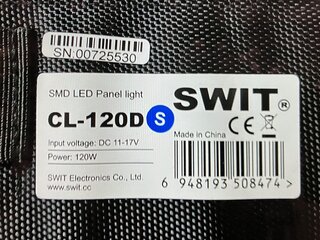 SN:00725530
SMD LED Panel light
SWIT®
CL-120D S
CE
Made in China
Input voltage: DC 11-17V
Power: 120W
SWIT Electronics Co., Ltd.
www.swit.cc
6 948193 508474 >